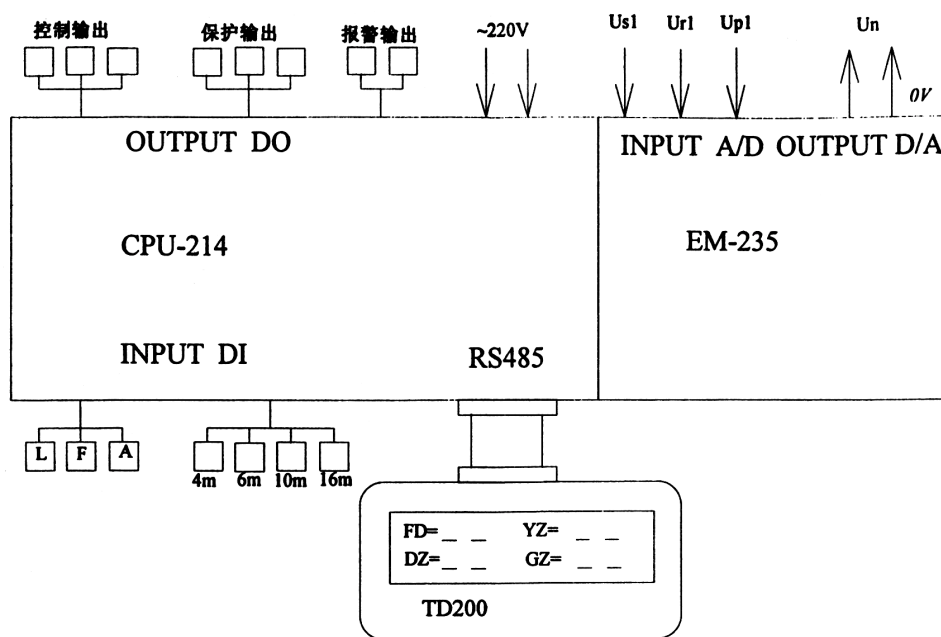 控制输出 保护输出 报警输出 ~220V Us1 Ur1 Up1 Un
0V
OUTPUT DO INPUT A/D OUTPUT D/A
CPU-214 EM-235
INPUT DI RS485
L F A
4m 6m 10m 16m
FD= _ _ YZ= _ _
DZ= _ _ GZ= _ _
TD200